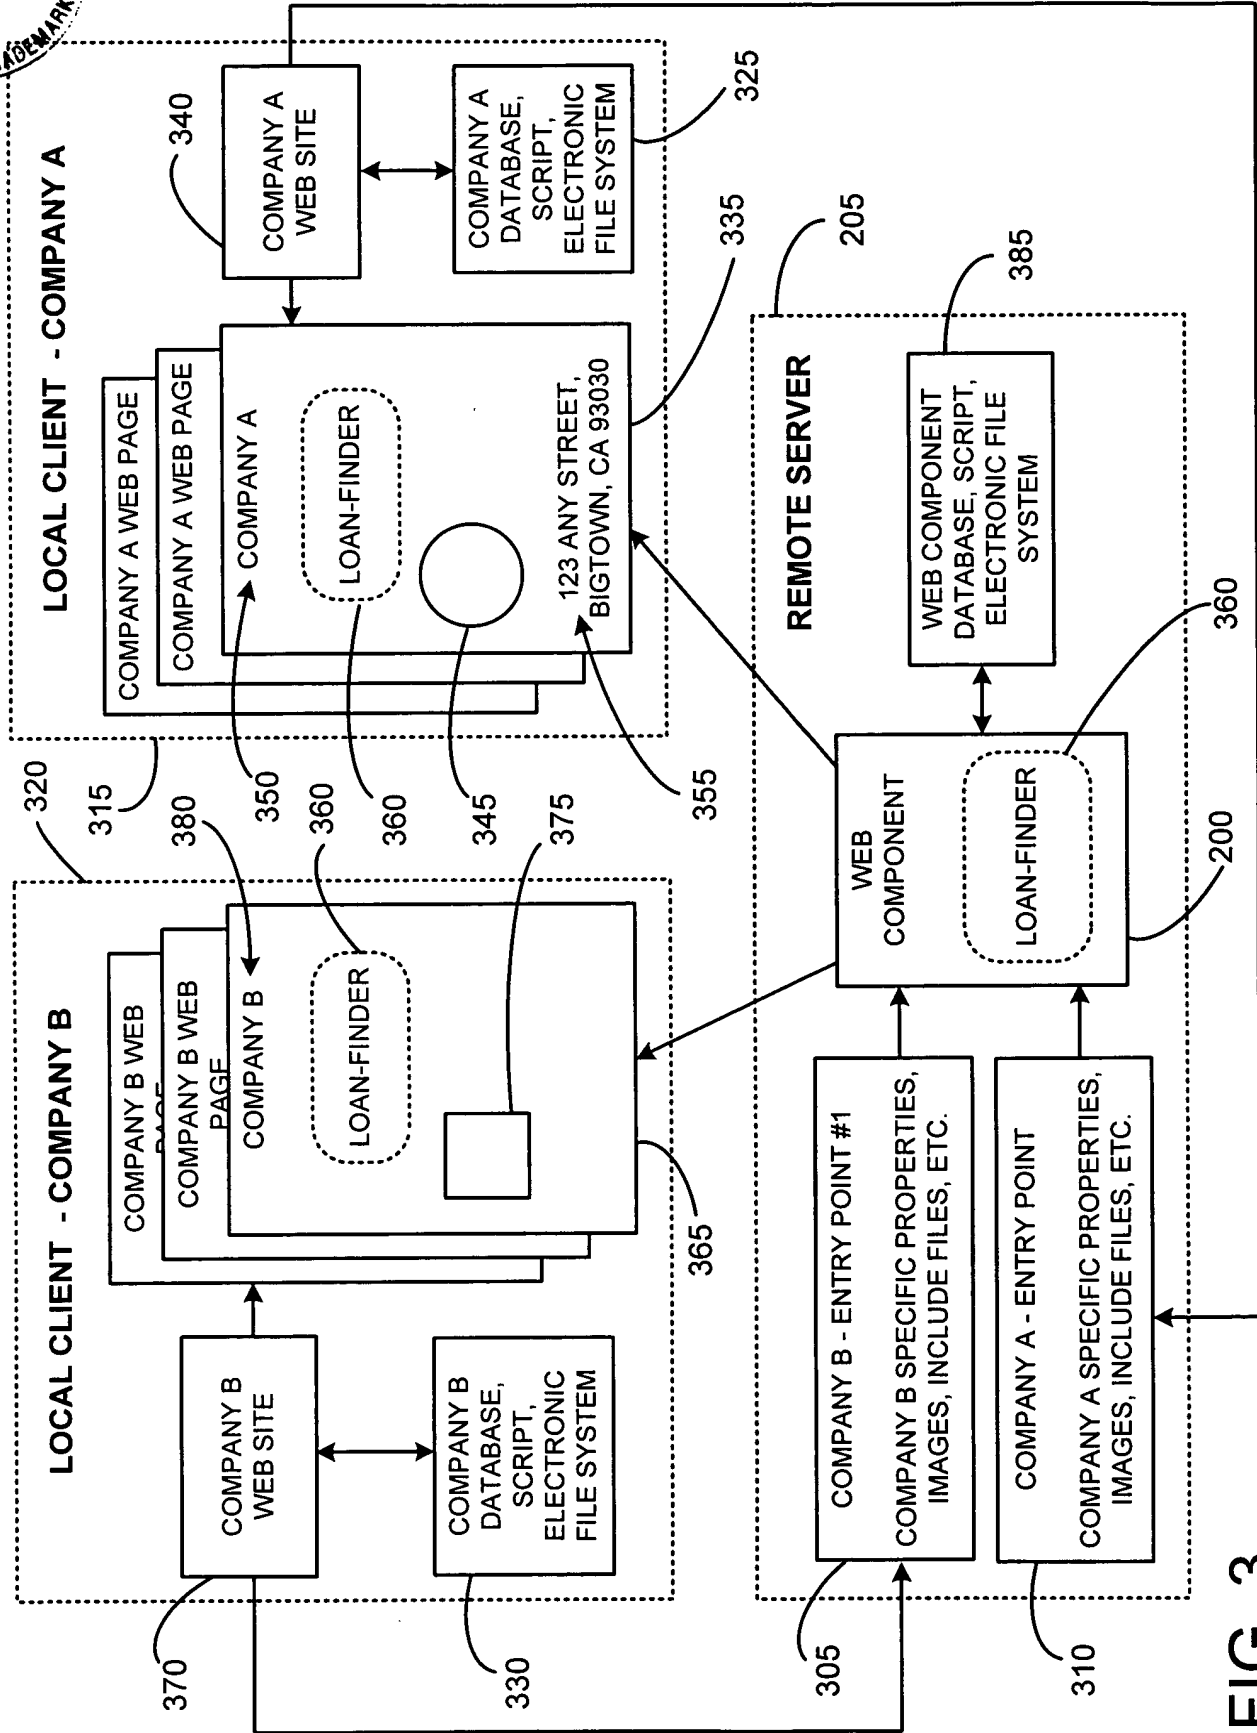 LOCAL CLIENT - COMPANY B
320
COMPANY B WEB
PAGE
COMPANY B WEB
PAGE
COMPANY B
380
LOAN-FINDER
360
375
365
COMPANY B
WEB SITE
370
COMPANY B
DATABASE,
SCRIPT,
ELECTRONIC
FILE SYSTEM
330
LOCAL CLIENT - COMPANY A
315
COMPANY A WEB PAGE
COMPANY A WEB PAGE
COMPANY A
350
LOAN-FINDER
360
345
123 ANY STREET,
BIGTOWN, CA 93030
355
335
COMPANY A
WEB SITE
340
COMPANY A
DATABASE,
SCRIPT,
ELECTRONIC
FILE SYSTEM
325
REMOTE SERVER
205
COMPANY B - ENTRY POINT #1
COMPANY B SPECIFIC PROPERTIES,
IMAGES, INCLUDE FILES, ETC.
305
COMPANY A - ENTRY POINT
COMPANY A SPECIFIC PROPERTIES,
IMAGES, INCLUDE FILES, ETC.
310
WEB
COMPONENT
LOAN-FINDER
360
200
WEB COMPONENT
DATABASE, SCRIPT,
ELECTRONIC FILE
SYSTEM
385
FIG. 3